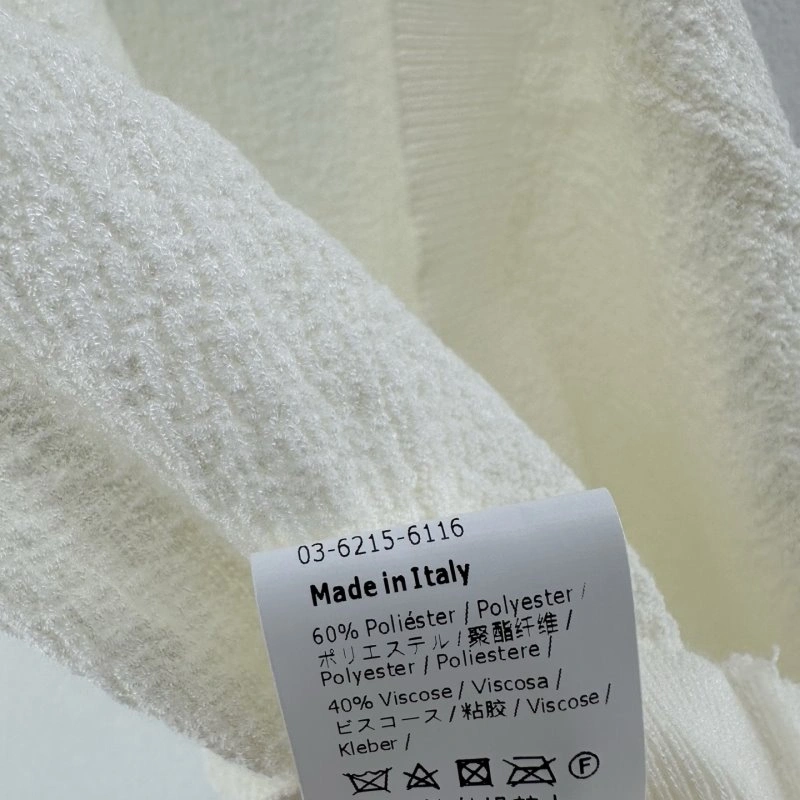 03-6215-6116
Made in Italy
60% Poliéster / Polyester /
ポリエステル / 聚酯纤维 /
Polyester / Poliestere /
40% Viscose / Viscosa /
ビスコース / 粘胶 / Viscose /
Kleber /
F